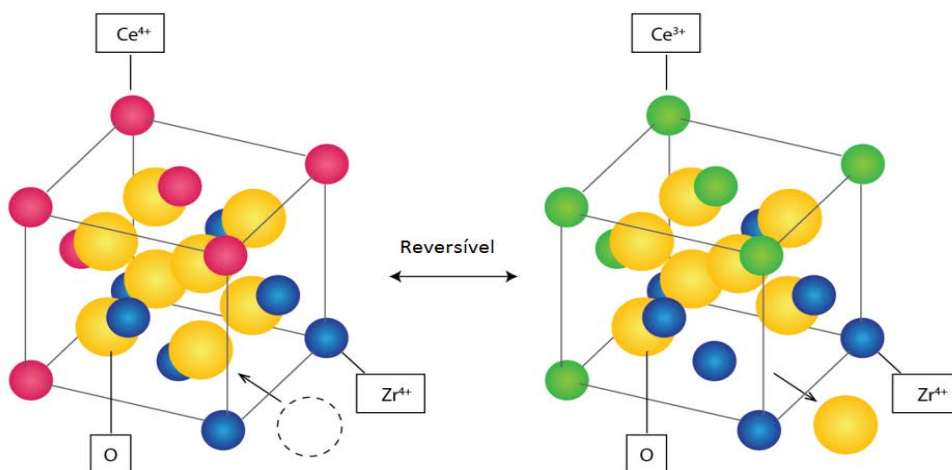 Ce⁴⁺
Ce³⁺
Reversível
Zr⁴⁺
Zr⁴⁺
O
O